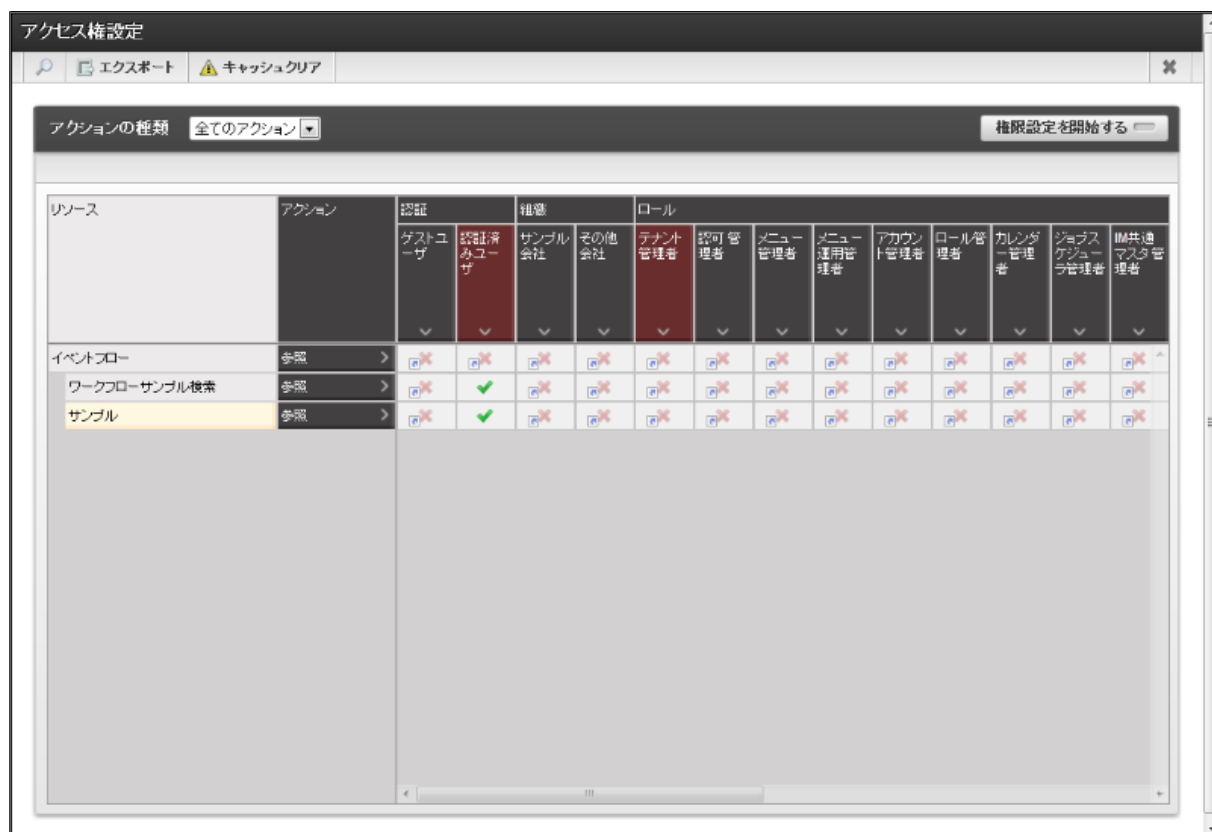 アクセス権設定
エクスポート キャッシュクリア
アクションの種類 全てのアクション 権限設定を開始する
リソース アクション 認証 組織 ロール
ゲストユーザ 認証済みユーザ サンプル会社 その他会社 テナント管理者 認可管理者 メニュー管理者 メニュー運用管理者 アカウント管理者 ロール管理者 カレンダー管理者 ジョブスケジューラ管理者 IM共通マスタ管理者
イベントフロー 参照
ワークフローサンプル検索 参照
サンプル 参照